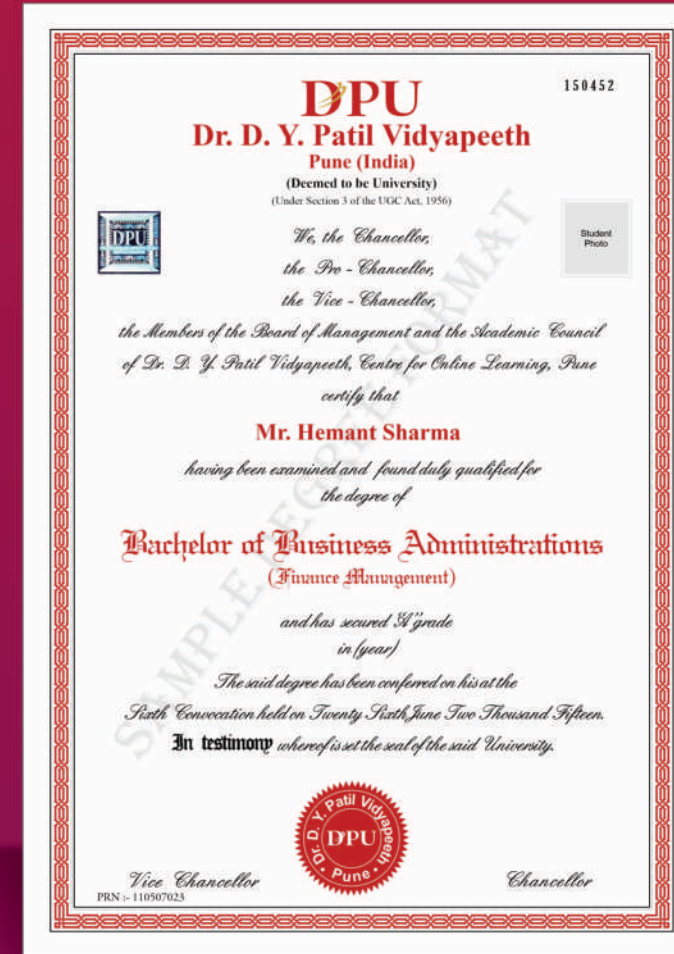 DPU
150452
Dr. D. Y. Patil Vidyapeeth
Pune (India)
(Deemed to be University)
(Under Section 3 of the UGC Act, 1956)
DPU
Student
Photo
We, the Chancellor,
the Pro - Chancellor,
the Vice - Chancellor,
the Members of the Board of Management and the Academic Council
of Dr. D. Y. Patil Vidyapeeth, Centre for Online Learning, Pune
certify that
Mr. Hemant Sharma
having been examined and found duly qualified for
the degree of
Bachelor of Business Administrations
(Finance Management)
and has secured "A" grade
in (year)
The said degree has been conferred on his at the
Sixth Convocation held on Twenty Sixth June Two Thousand Fifteen.
In testimony whereof is set the seal of the said University.
SAMPLE DEGREE FORMAT
Dr. D. Y. Patil Vidyapeeth
DPU
Pune
Vice Chancellor
Chancellor
PRN :- 110507023